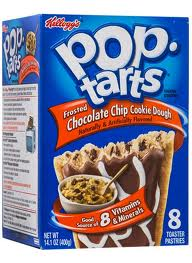 Kellogg's
POP·
tarts
Frosted
Chocolate Chip Cookie Dough
Naturally & Artificially Flavored
Good
Source of 8 Vitamins
& Minerals
NET WT
14.1 OZ (400g)
8
TOASTER
PASTRIES